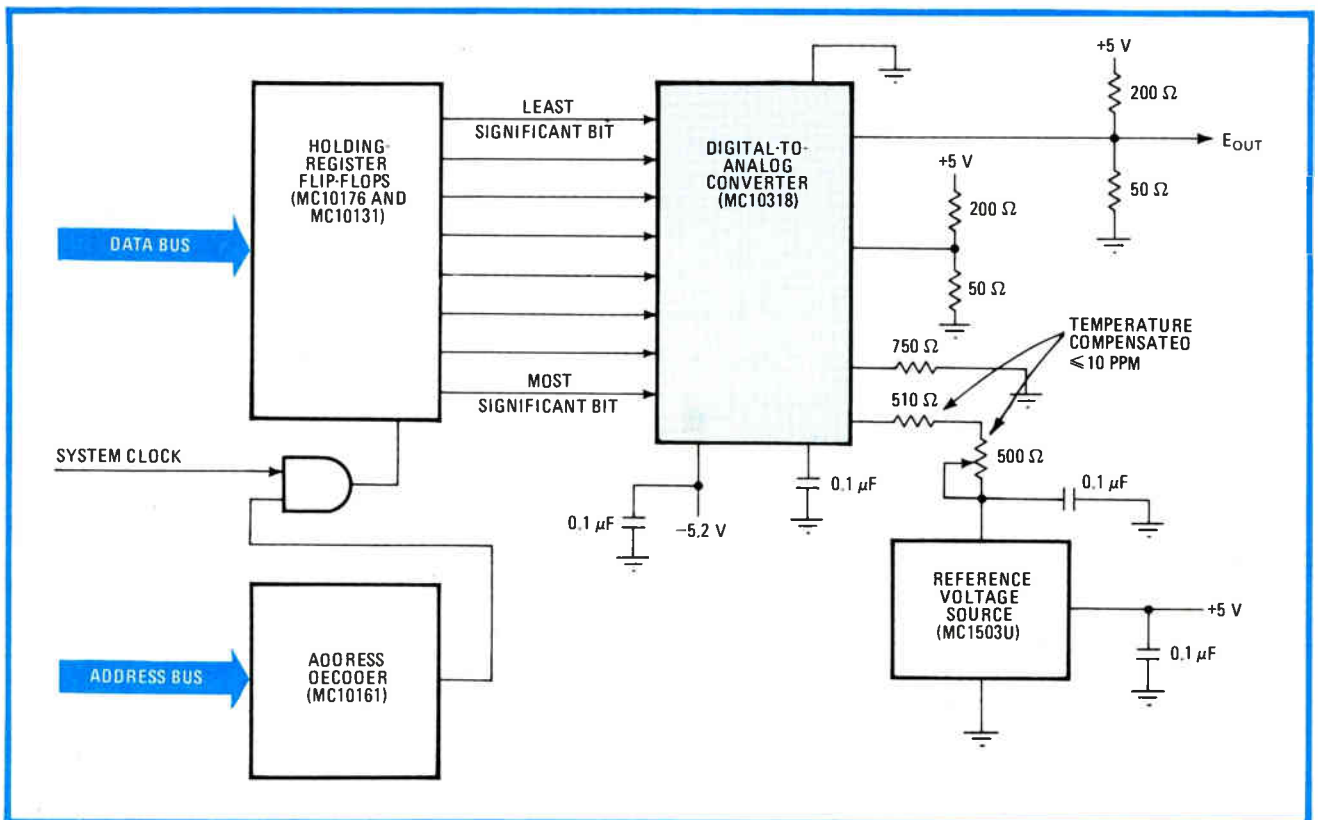 HOLDING-
REGISTER
FLIP-FLOPS
(MC10176 AND
MC10131)
DATA BUS
LEAST
SIGNIFICANT BIT
MOST
SIGNIFICANT BIT
DIGITAL-TO-
ANALOG
CONVERTER
(MC10318)
+5 V
200 Ω
EOUT
50 Ω
+5 V
200 Ω
50 Ω
750 Ω
510 Ω
TEMPERATURE
COMPENSATED
⩽10 PPM
500 Ω
0.1 μF
SYSTEM CLOCK
0.1 μF
-5.2 V
0.1 μF
REFERENCE
VOLTAGE
SOURCE
(MC1503U)
+5 V
0.1 μF
ADDRESS BUS
ADDRESS
DECODER
(MC10161)